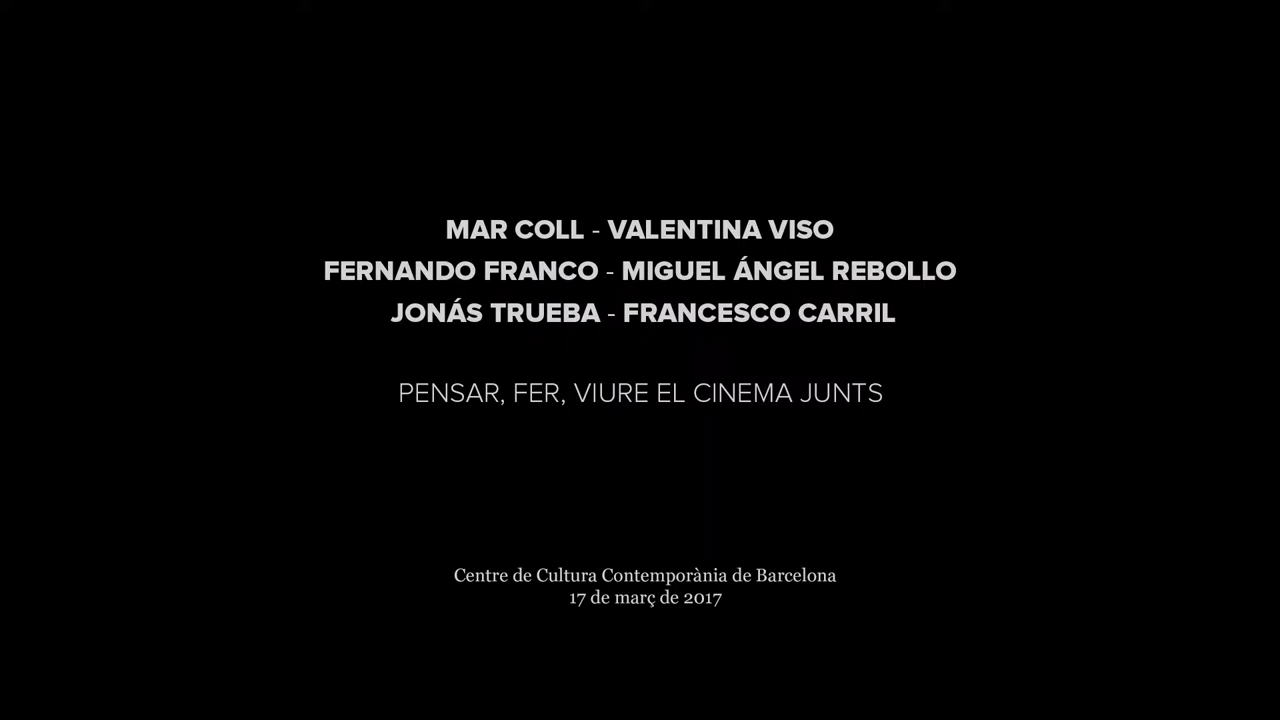 MAR COLL - VALENTINA VISO
FERNANDO FRANCO - MIGUEL ÁNGEL REBOLLO
JONÁS TRUEBA - FRANCESCO CARRIL
PENSAR, FER, VIURE EL CINEMA JUNTS
Centre de Cultura Contemporània de Barcelona
17 de març de 2017